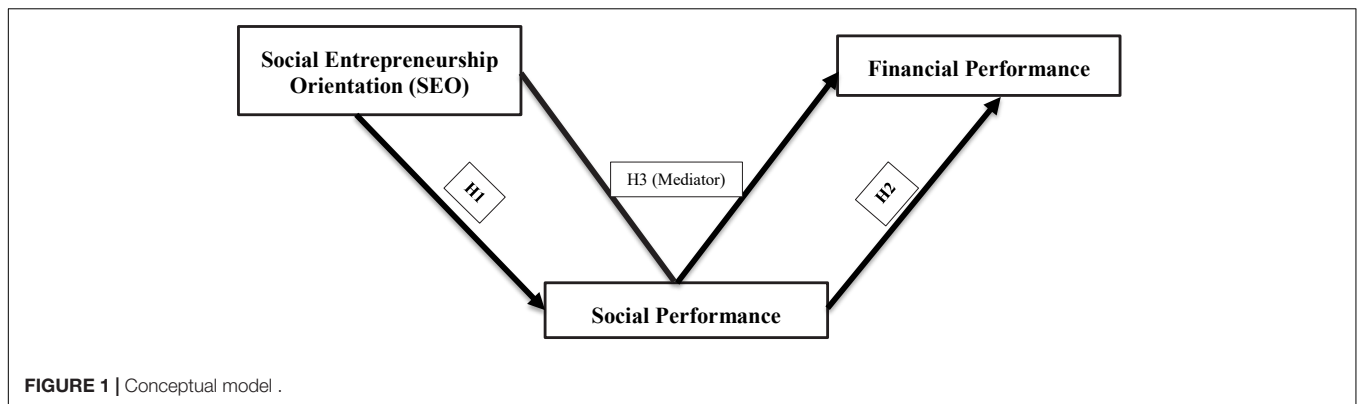 Social Entrepreneurship
Orientation (SEO)
Financial Performance
H1
H3 (Mediator)
H2
Social Performance
FIGURE 1 | Conceptual model .